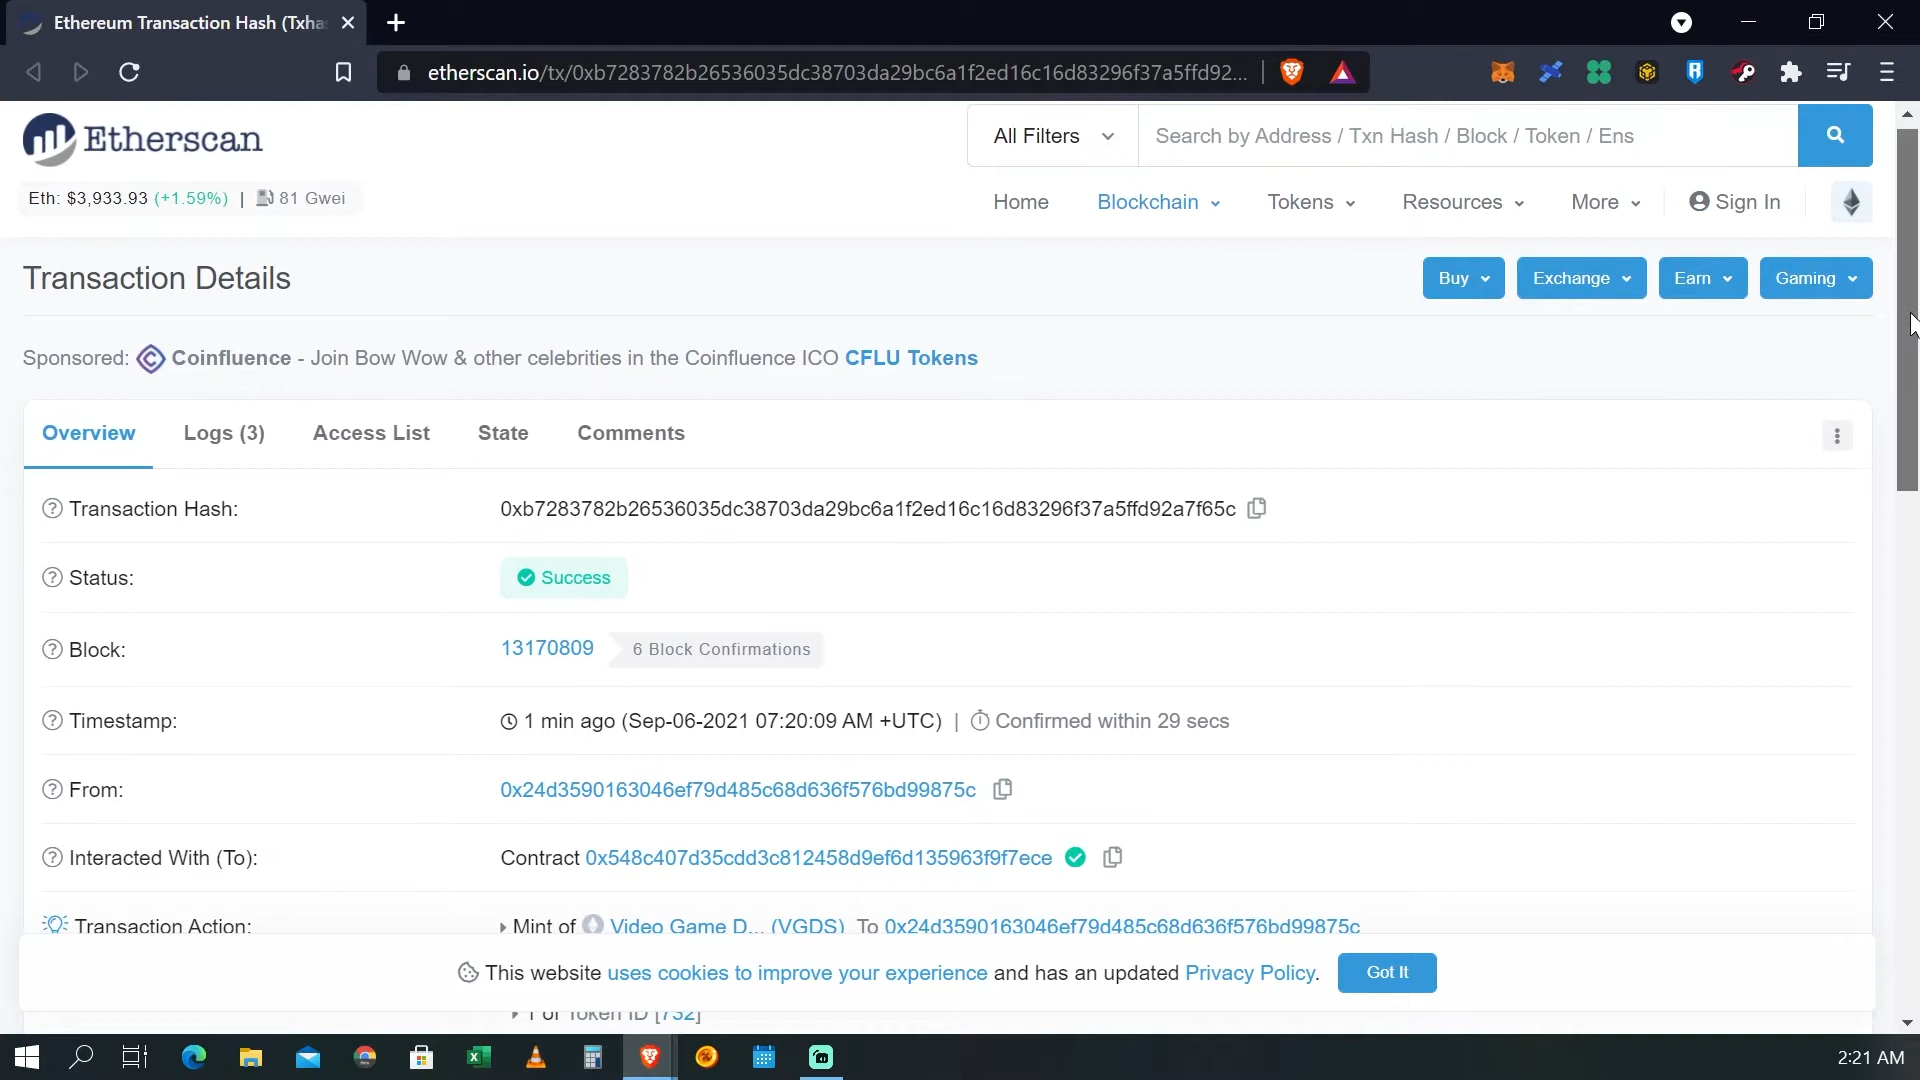 Ethereum Transaction Hash (Txha
etherscan.io/tx/0xb7283782b26536035dc38703da29bc6a1f2ed16c16d83296f37a5ffd92...
Etherscan
All Filters
Search by Address / Txn Hash / Block / Token / Ens
Eth: $3,933.93 (+1.59%) | 81 Gwei
Home Blockchain Tokens Resources More Sign In
Transaction Details
Buy Exchange Earn Gaming
Sponsored: Coinfluence - Join Bow Wow & other celebrities in the Coinfluence ICO CFLU Tokens
Overview Logs (3) Access List State Comments
Transaction Hash: 0xb7283782b26536035dc38703da29bc6a1f2ed16c16d83296f37a5ffd92a7f65c
Status: Success
Block: 13170809 6 Block Confirmations
Timestamp: 1 min ago (Sep-06-2021 07:20:09 AM +UTC) | Confirmed within 29 secs
From: 0x24d3590163046ef79d485c68d636f576bd99875c
Interacted With (To): Contract 0x548c407d35cdd3c812458d9ef6d135963f9f7ece
Transaction Action: Mint of Video Game D... (VGDS) To 0x24d3590163046ef79d485c68d636f576bd99875c
This website uses cookies to improve your experience and has an updated Privacy Policy. Got It
1 of Token ID [732]
2:21 AM